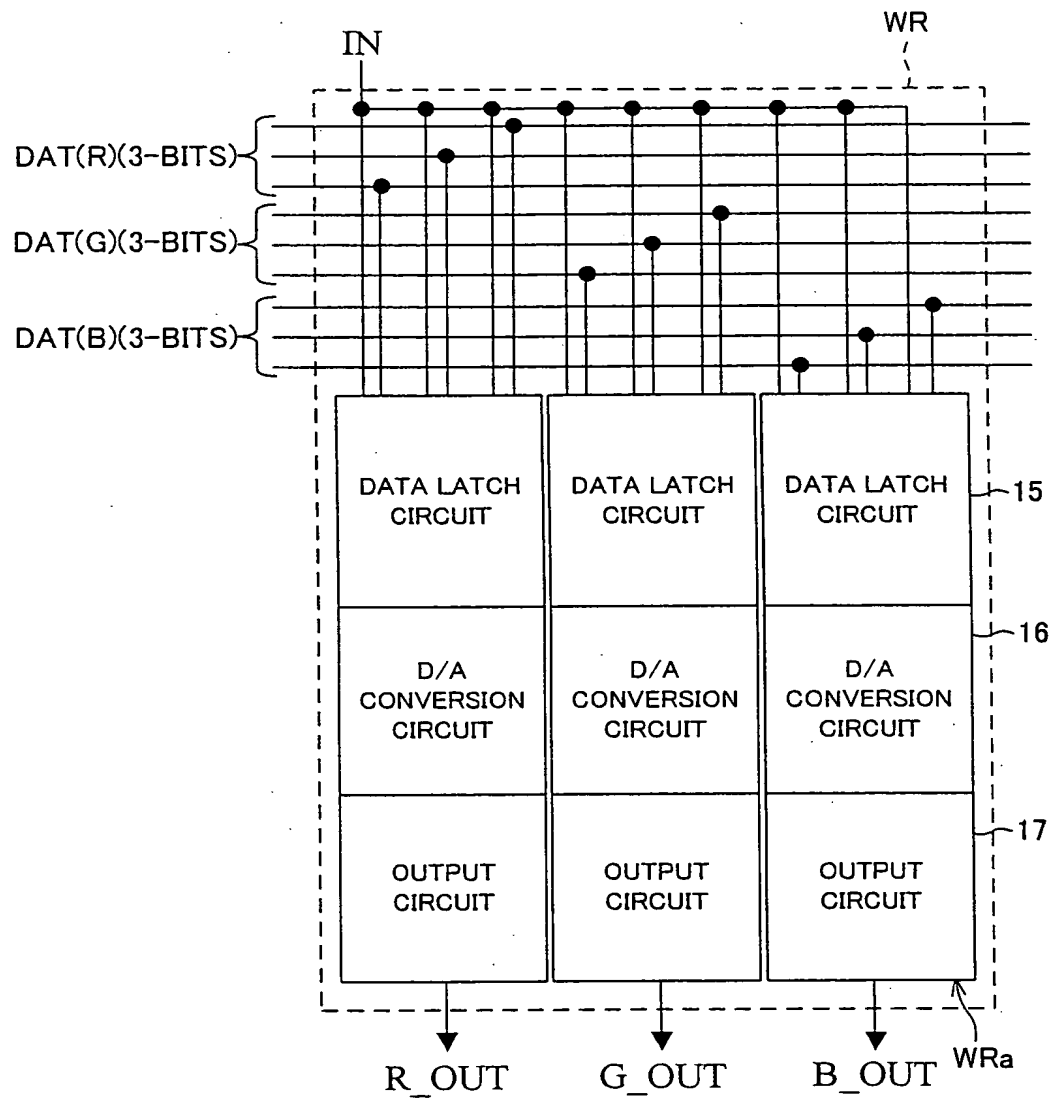 WR
IN
DAT(R)(3-BITS)
DAT(G)(3-BITS)
DAT(B)(3-BITS)
DATA LATCH
CIRCUIT
DATA LATCH
CIRCUIT
DATA LATCH
CIRCUIT
15
D/A
CONVERSION
CIRCUIT
D/A
CONVERSION
CIRCUIT
D/A
CONVERSION
CIRCUIT
16
OUTPUT
CIRCUIT
OUTPUT
CIRCUIT
OUTPUT
CIRCUIT
17
R_OUT
G_OUT
B_OUT
WRa